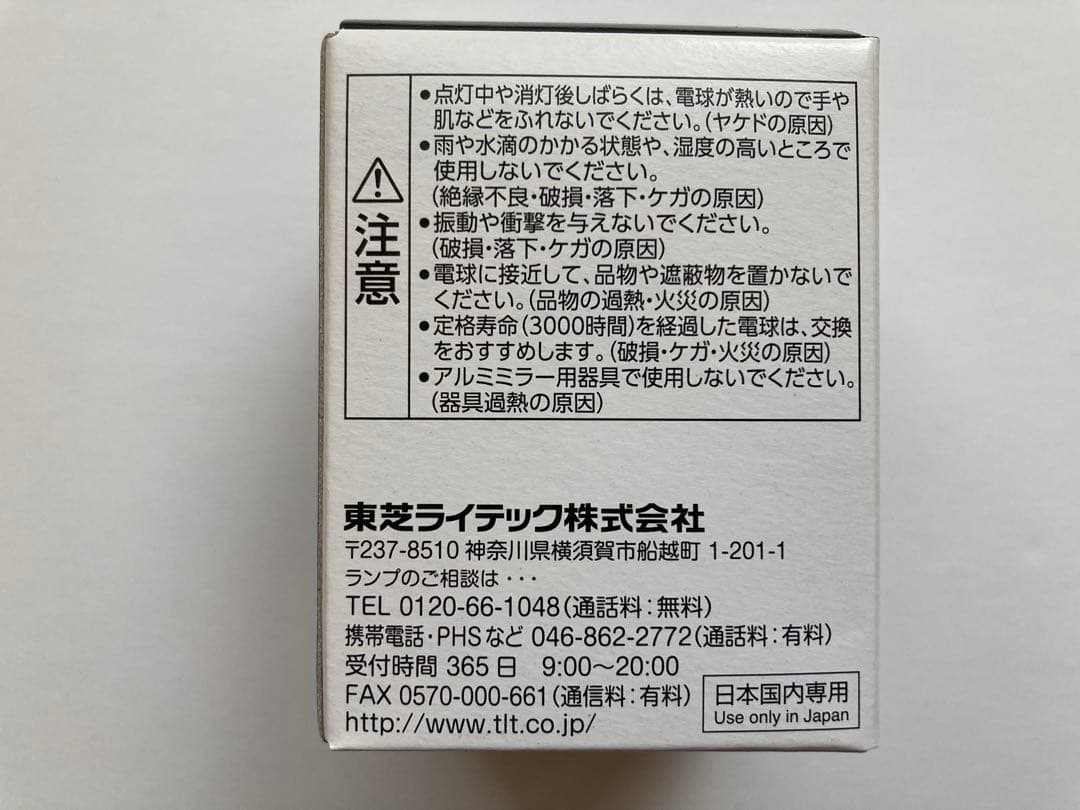 注意
●点灯中や消灯後しばらくは、電球が熱いので手や
肌などをふれないでください。(ヤケドの原因)
●雨や水滴のかかる状態や、湿度の高いところで
使用しないでください。
(絶縁不良・破損・落下・ケガの原因)
●振動や衝撃を与えないでください。
(破損・落下・ケガの原因)
●電球に接近して、品物や遮蔽物を置かないで
ください。(品物の過熱・火災の原因)
●定格寿命(3000時間)を経過した電球は、交換
をおすすめします。(破損・ケガ・火災の原因)
●アルミミラー用器具で使用しないでください。
(器具過熱の原因)
東芝ライテック株式会社
〒237-8510 神奈川県横須賀市船越町 1-201-1
ランプのご相談は・・・
TEL 0120-66-1048(通話料:無料)
携帯電話・PHSなど 046-862-2772(通話料:有料)
受付時間 365日 9:00〜20:00
FAX 0570-000-661(通信料:有料)
http://www.tlt.co.jp/
日本国内専用
Use only in Japan